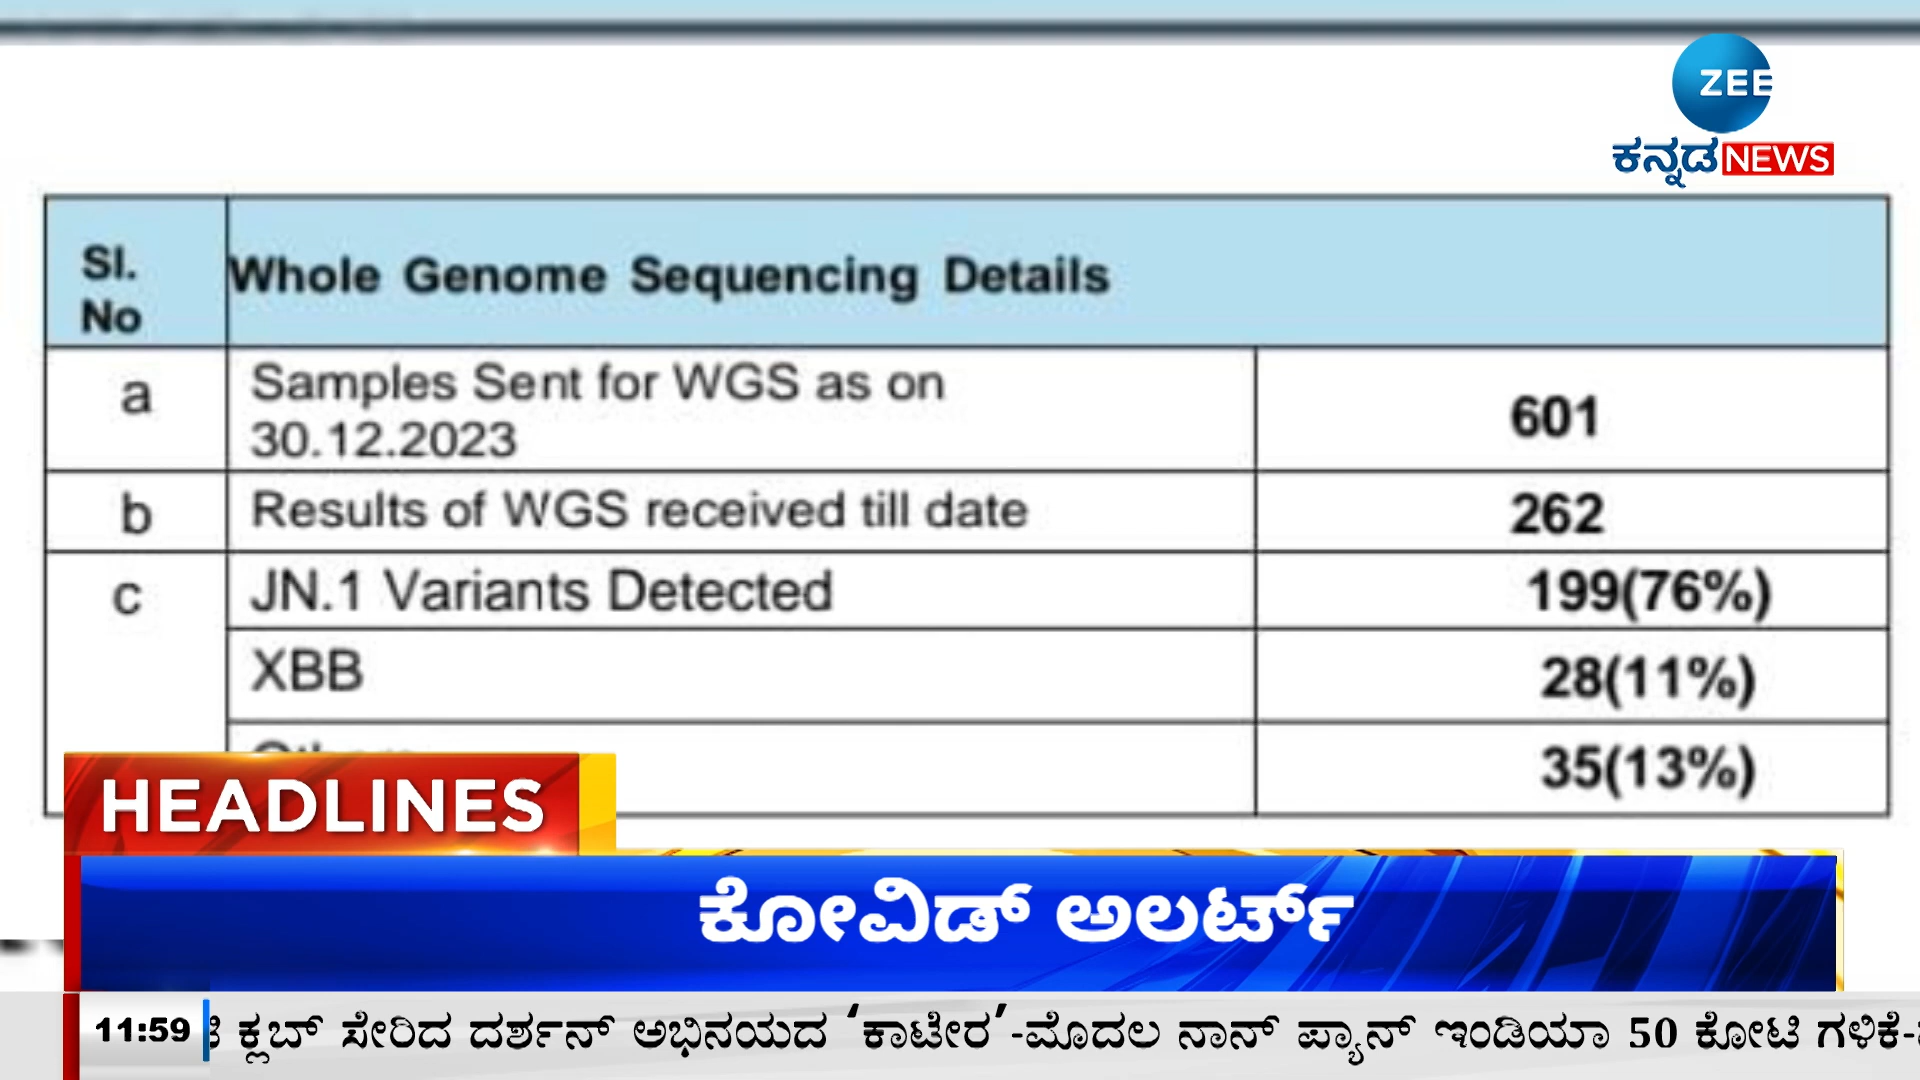 ZEE
ಕನ್ನಡ NEWS
Sl. No
Whole Genome Sequencing Details
a
Samples Sent for WGS as on
30.12.2023
601
b
Results of WGS received till date
262
c
JN.1 Variants Detected
199(76%)
XBB
28(11%)
35(13%)
HEADLINES
ಕೋವಿಡ್ ಅಲರ್ಟ್
11:59
ಕ್ಲಬ್ ಸೇರಿದ ದರ್ಶನ್ ಅಭಿನಯದ ‘ಕಾಟೇರ’-ಮೊದಲ ನಾನ್ ಪ್ಯಾನ್ ಇಂಡಿಯಾ 50 ಕೋಟಿ ಗಳಿಕೆ-